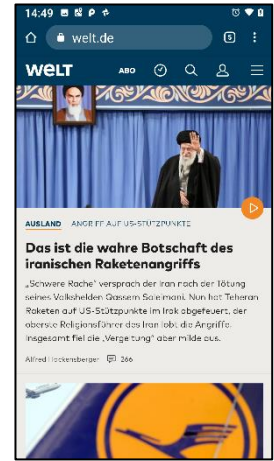 14:49
welt.de
5
WELT ABO
AUSLAND ANGRIFF AUF US-STÜTZPUNKTE
Das ist die wahre Botschaft des
iranischen Raketenangriffs
„Schwere Rache“ versprach der Iran nach der Tötung
seines Volkshelden Qassem Soleimani. Nun hat Teheran
Raketen auf US-Stützpunkte im Irak abgefeuert, der
oberste Religionsführer des Iran lobt die Angriffe.
Insgesamt fiel die „Vergeltung“ aber milde aus.
Alfred Hackensberger 266